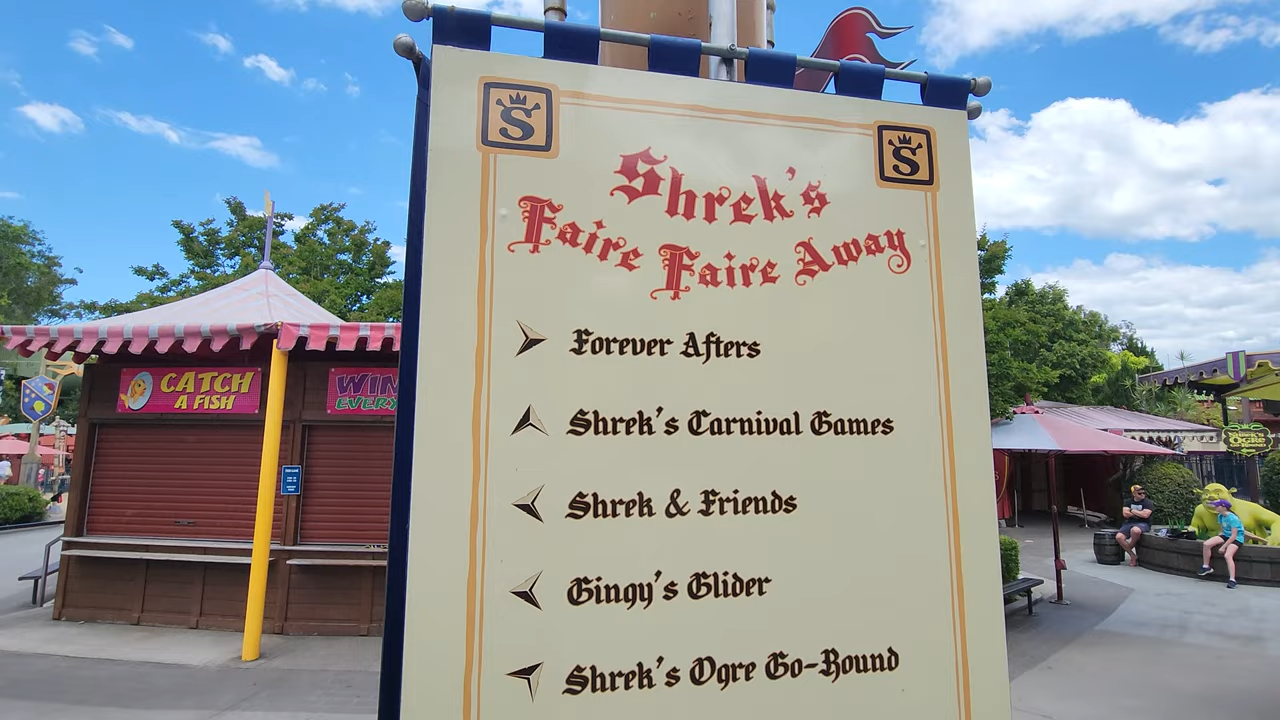 S
S
Shrek's
Faire Faire Away
Forever Afters
Shrek's Carnival Games
Shrek & Friends
Gingy's Glider
Shrek's Ogre Go-Round
CATCH
A FISH
WIN
EVERY
OGRE